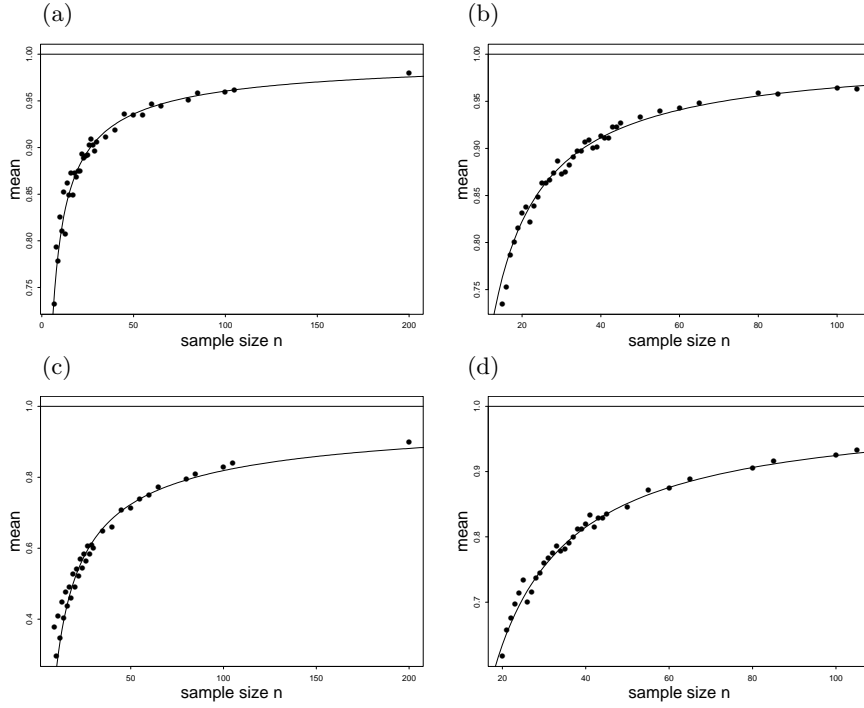 (a)
(b)
mean
0.75 0.80 0.85 0.90 0.95 1.00
0 50 100 150 200
sample size n
mean
0.75 0.80 0.85 0.90 0.95 1.00
20 40 60 80 100
sample size n
(c)
(d)
mean
0.4 0.6 0.8 1.0
50 100 150 200
sample size n
mean
0.7 0.8 0.9 1.0
20 40 60 80 100
sample size n